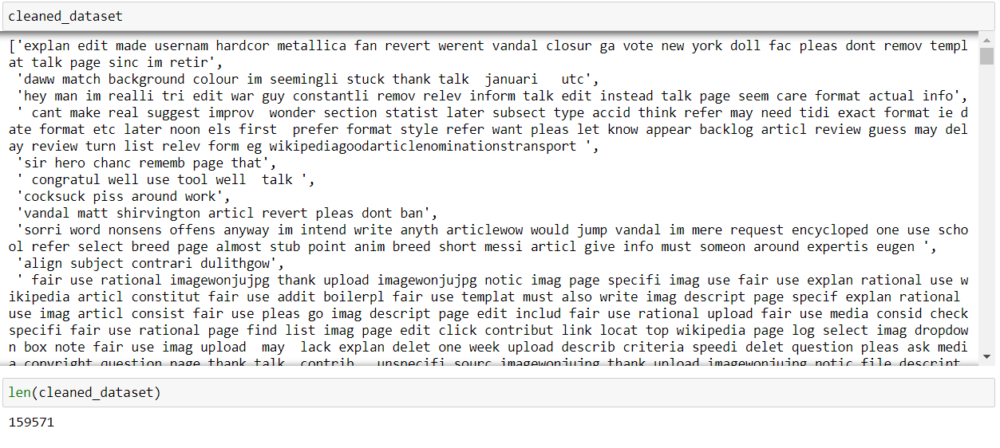 cleaned_dataset
['explan edit made usernam hardcor metallica fan revert werent vandal closur ga vote new york doll fac pleas dont remov templ
at talk page sinc im retir',
'daww match background colour im seemingli stuck thank talk  januari   utc',
'hey man im realli tri edit war guy constantli remov relev inform talk edit instead talk page seem care format actual info',
' cant make real suggest improv  wonder section statist later subsect type accid think refer may need tidi exact format ie d
ate format etc later noon els first  prefer format style refer want pleas let know appear backlog articl review guess may del
ay review turn list relev form eg wikipediagoodarticlenominationstransport ',
'sir hero chanc rememb page that',
'  congratul well use tool well  talk ',
'cocksuck piss around work',
'vandal matt shirvington articl revert pleas dont ban',
'sorri word nonsens offens anyway im intend write anyth articlewow would jump vandal im mere request encycloped one use scho
ol refer select breed page almost stub point anim breed short messi articl give info must someon around expertis eugen ',
'align subject contrari dulithgow',
' fair use rational imagewonjujpg thank upload imagewonjujpg notic imag page specifi imag use fair use explan rational use w
ikipedia articl constitut fair use addit boilerpl fair use templat must also write imag descript page specif explan rational
use imag articl consist fair use pleas go imag descript page edit includ fair use rational upload fair use media consid check
specifi fair use rational page find list imag page edit click contribut link locat top wikipedia page log select imag dropdow
n box note fair use imag upload  may  lack explan delet one week upload describ criteria speedi delet question pleas ask medi
a copyright question page thank talk  contrib   unspecifi sourc imagewonjujpg thank upload imagewonjujpg notic file descript
len(cleaned_dataset)
159571